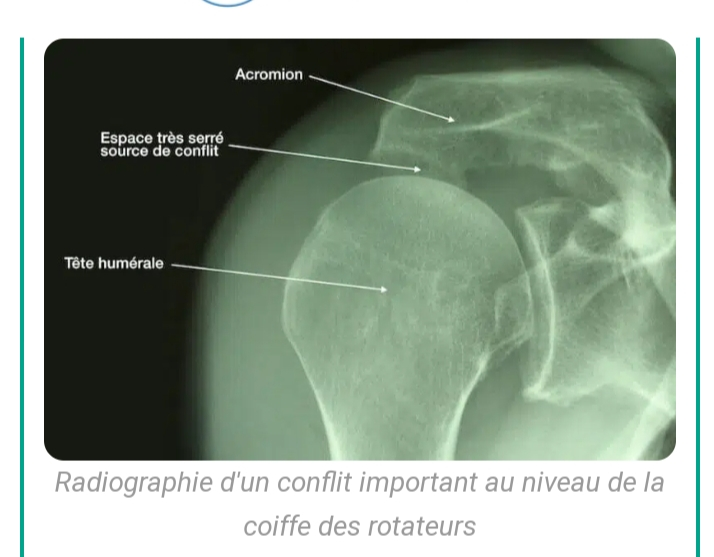 Acromion
Espace très serré
source de conflit
Tête humérale
Radiographie d'un conflit important au niveau de la
coiffe des rotateurs